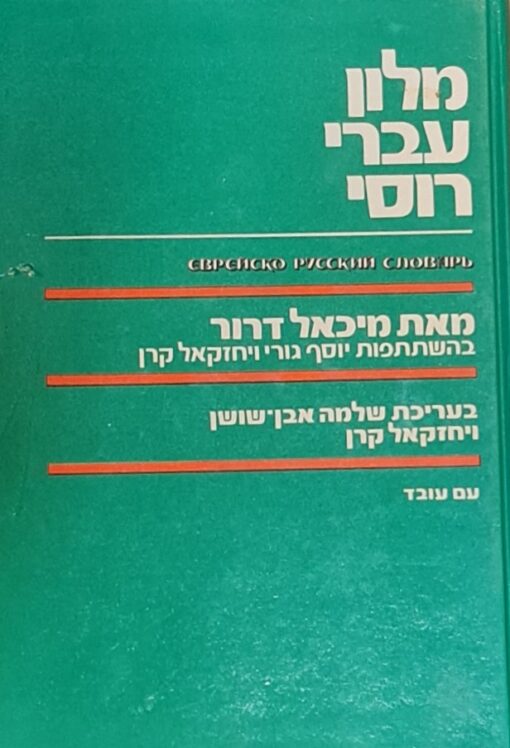 מלון
עברי
רוסי
ЄВРЄЙСКО РУССКИЙ СЛОВАРЬ
מאת מיכאל דרור
בהשתתפות יוסף גורי ויחזקאל קרן
בעריכת שלמה אבן־שושן
ויחזקאל קרן
עם עובד